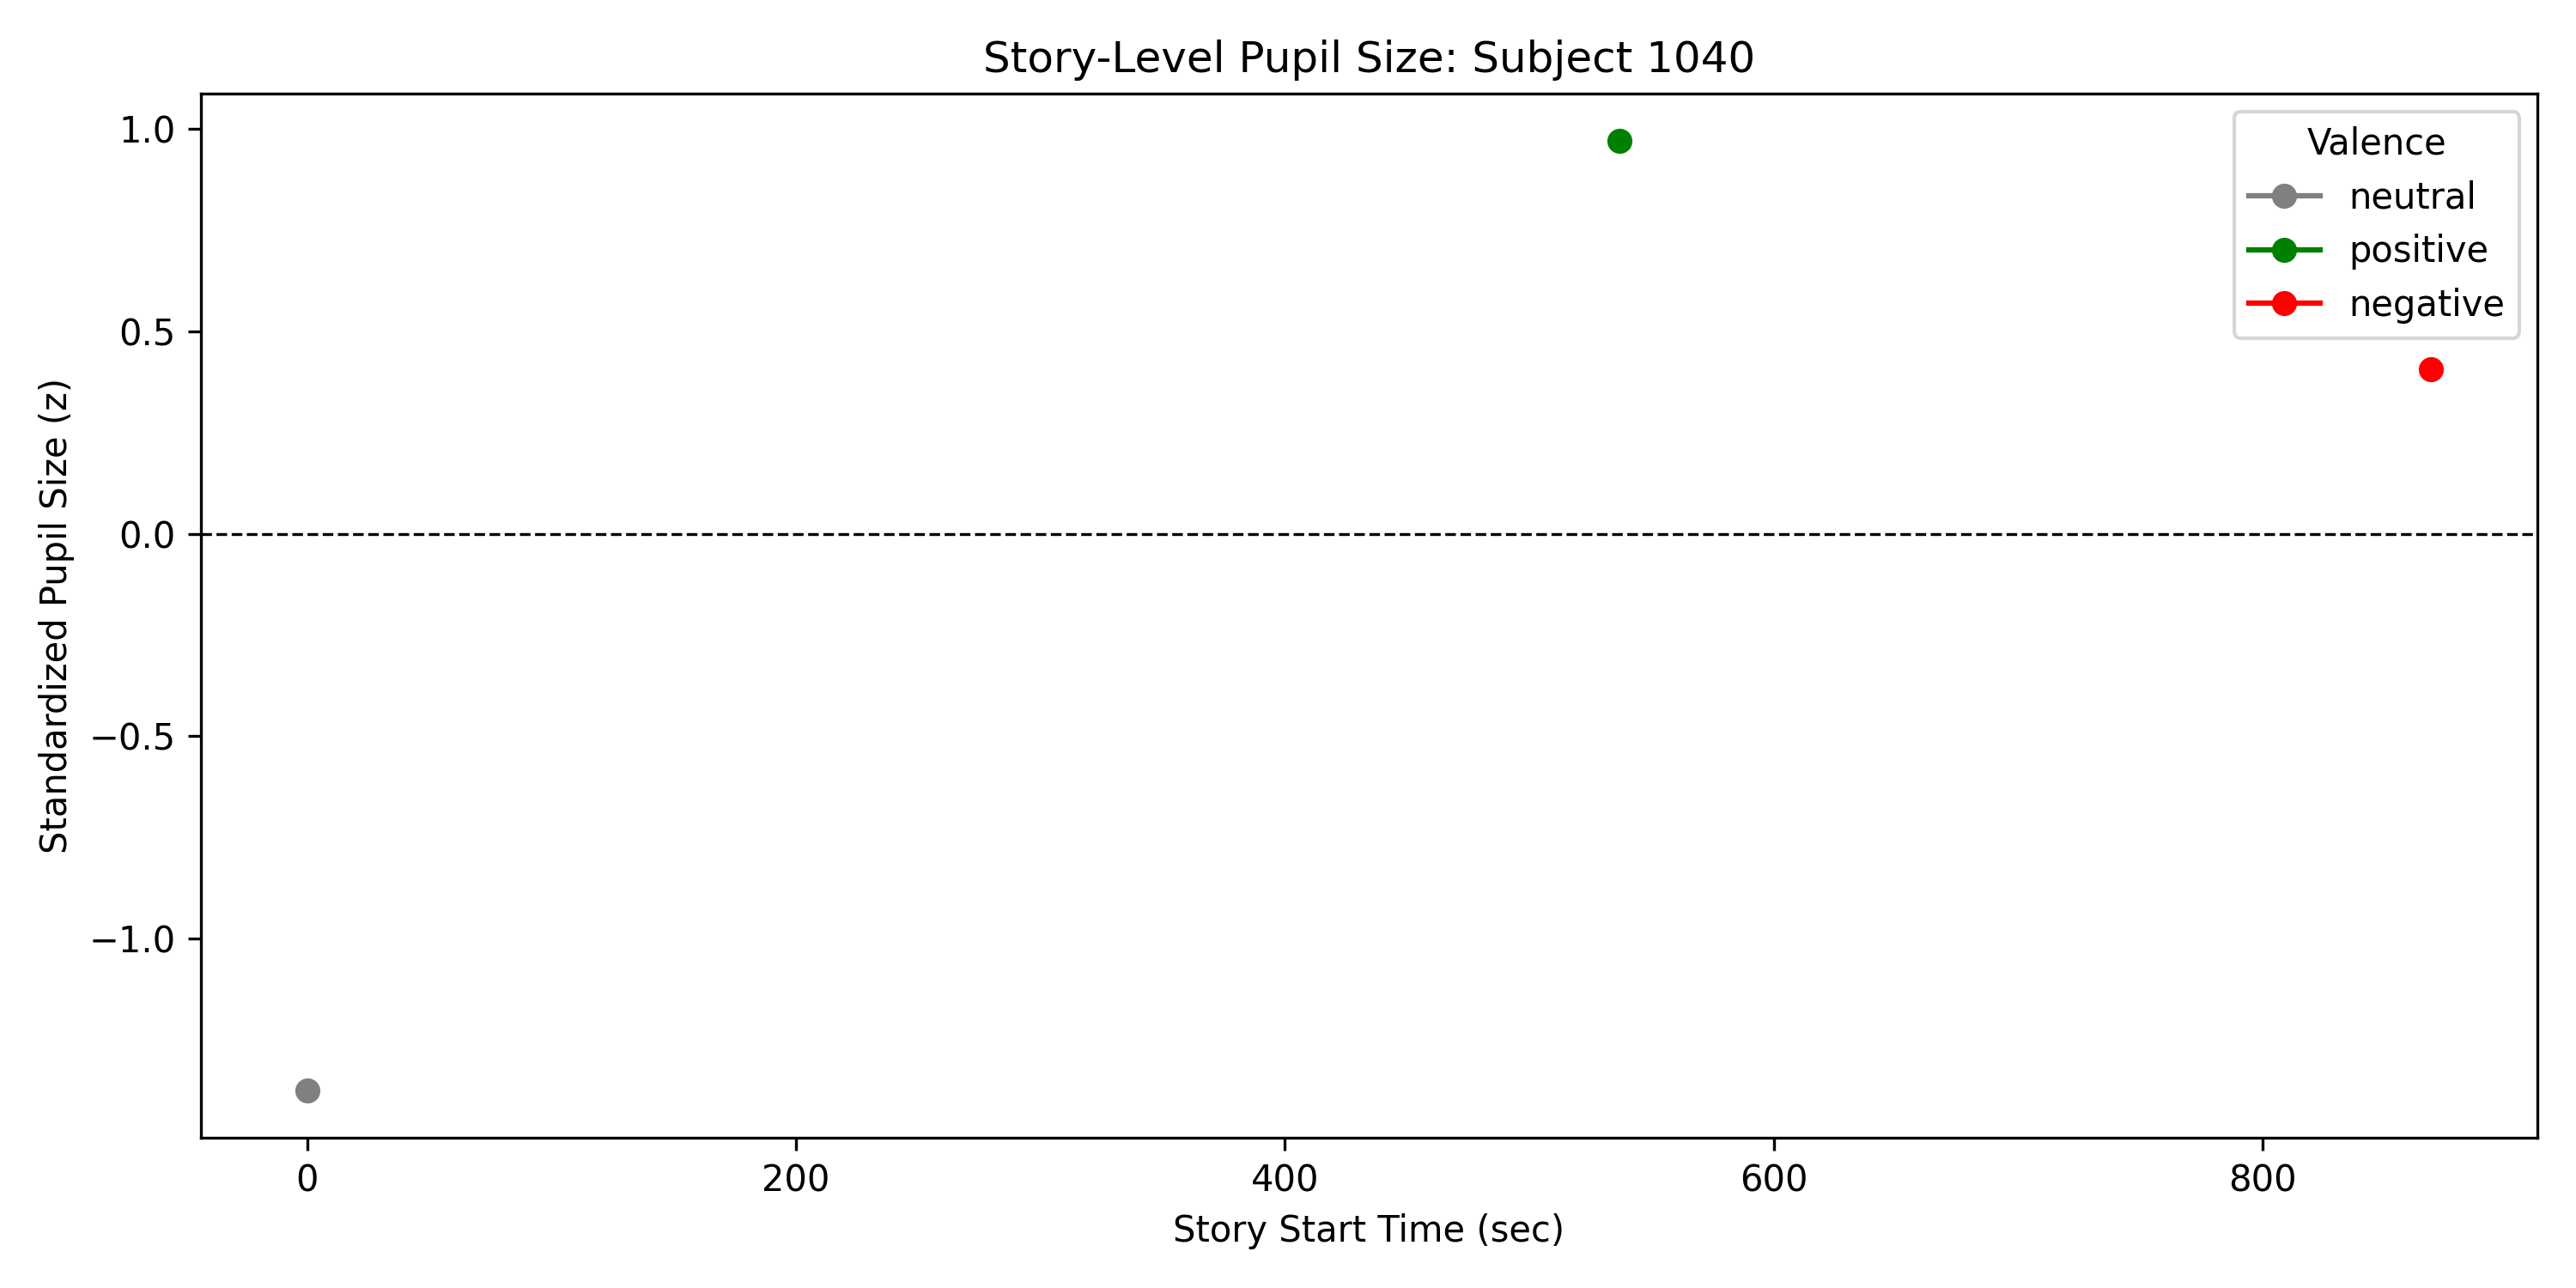 Story-Level Pupil Size: Subject 1040
Valence
neutral
positive
negative
Standardized Pupil Size (z)
1.0
0.5
0.0
−0.5
−1.0
0 200 400 600 800
Story Start Time (sec)